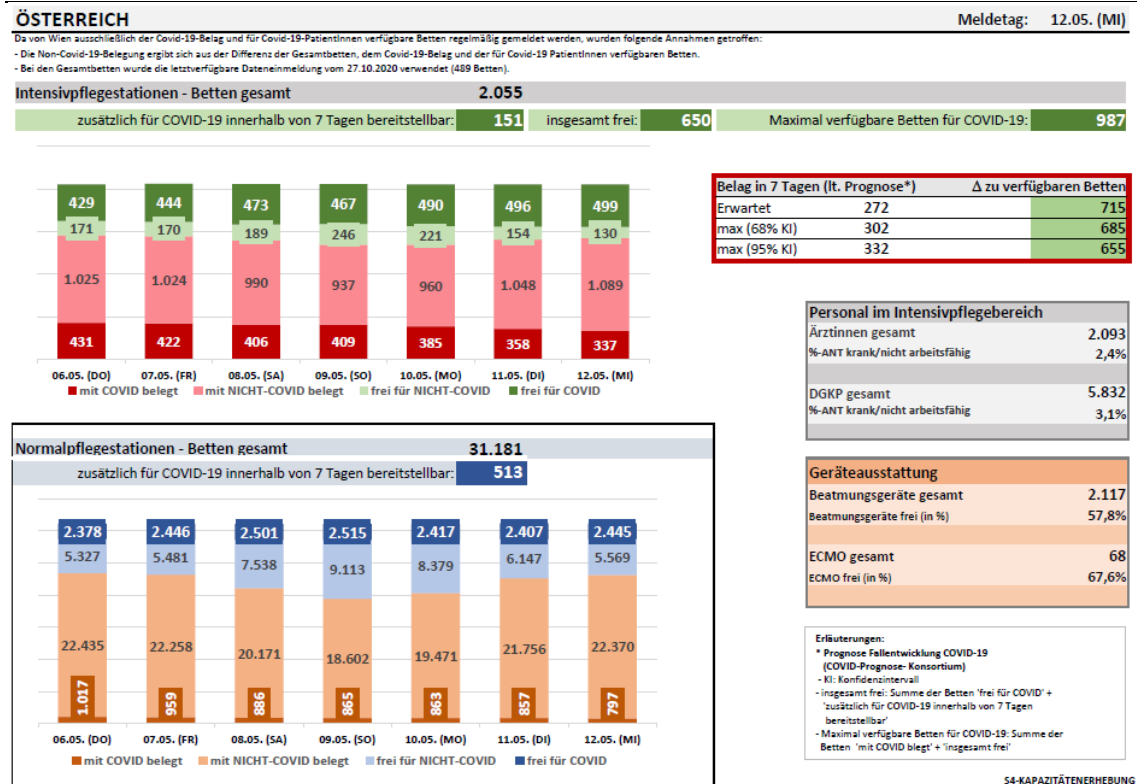 ÖSTERREICH Meldetag: 12.05. (MI)
Da von Wien ausschließlich der Covid-19-Belag und für Covid-19-PatientInnen verfügbare Betten regelmäßig gemeldet werden, wurden folgende Annahmen getroffen:
- Die Non-Covid-19-Belegung ergibt sich aus der Differenz der Gesamtbetten, dem Covid-19-Belag und der für Covid-19 PatientInnen verfügbaren Betten.
- Bei den Gesamtbetten wurde die letztverfügbare Dateneinmeldung vom 27.10.2020 verwendet (489 Betten).
Intensivpflegestationen - Betten gesamt 2.055
zusätzlich für COVID-19 innerhalb von 7 Tagen bereitstellbar: 151 insgesamt frei: 650 Maximal verfügbare Betten für COVID-19: 987
429 444 473 467 490 496 499
171 170 189 246 221 154 130
1.025 1.024 990 937 960 1.048 1.089
431 422 406 409 385 358 337
06.05. (DO) 07.05. (FR) 08.05. (SA) 09.05. (SO) 10.05. (MO) 11.05. (DI) 12.05. (MI)
mit COVID belegt mit NICHT-COVID belegt frei für NICHT-COVID frei für COVID
Belag in 7 Tagen (lt. Prognose*) Δ zu verfügbaren Betten
Erwartet 272 715
max (68% KI) 302 685
max (95% KI) 332 655
Personal im Intensivpflegebereich
Ärztinnen gesamt 2.093
%-ANT krank/nicht arbeitsfähig 2,4%
DGKP gesamt 5.832
%-ANT krank/nicht arbeitsfähig 3,1%
Normalpflegestationen - Betten gesamt 31.181
zusätzlich für COVID-19 innerhalb von 7 Tagen bereitstellbar: 513
2.378 2.446 2.501 2.515 2.417 2.407 2.445
5.327 5.481 7.538 9.113 8.379 6.147 5.569
22.435 22.258 20.171 18.602 19.471 21.756 22.370
1.017 959 886 865 863 857 797
06.05. (DO) 07.05. (FR) 08.05. (SA) 09.05. (SO) 10.05. (MO) 11.05. (DI) 12.05. (MI)
mit COVID belegt mit NICHT-COVID belegt frei für NICHT-COVID frei für COVID
Geräteausstattung
Beatmungsgeräte gesamt 2.117
Beatmungsgeräte frei (in %) 57,8%
ECMO gesamt 68
ECMO frei (in %) 67,6%
Erläuterungen:
* Prognose Fallentwicklung COVID-19
(COVID-Prognose- Konsortium)
- KI: Konfidenzintervall
- insgesamt frei: Summe der Betten 'frei für COVID' +
'zusätzlich für COVID-19 innerhalb von 7 Tagen
bereitstellbar'
- Maximal verfügbare Betten für COVID-19: Summe der
Betten 'mit COVID blegt' + 'insgesamt frei'
S4-KAPAZITÄTENERHEBUNG